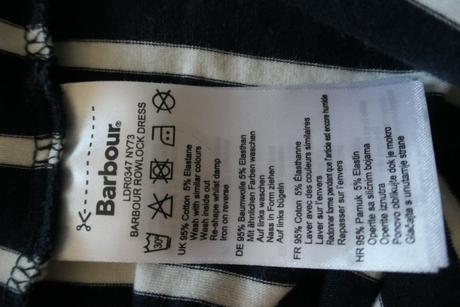 Barbour®
LDR0347 NY73
BARBOUR ROWLOCK DRESS
30°
UK 95% Cotton 5% Elastane
Wash with similar colours
Wash inside out
Re-shape whilst damp
Iron on reverse
DE 95% Baumwolle 5% Elasthan
Mit ähnlichen Farben waschen
Auf links waschen
Nass in Form ziehen
Auf links bügeln
FR 95% Coton 5% Élasthanne
Laver avec des couleurs similaires
Laver sur l'envers
Redonner forme pendant que l'article est encore humide
Repasser sur l'envers
HR 95% Pamuk 5% Elastin
Operite sa sličnim bojama
Operite iznutra
Ponovo oblikujte dok je mokro
Glačajte s unutarnje strane